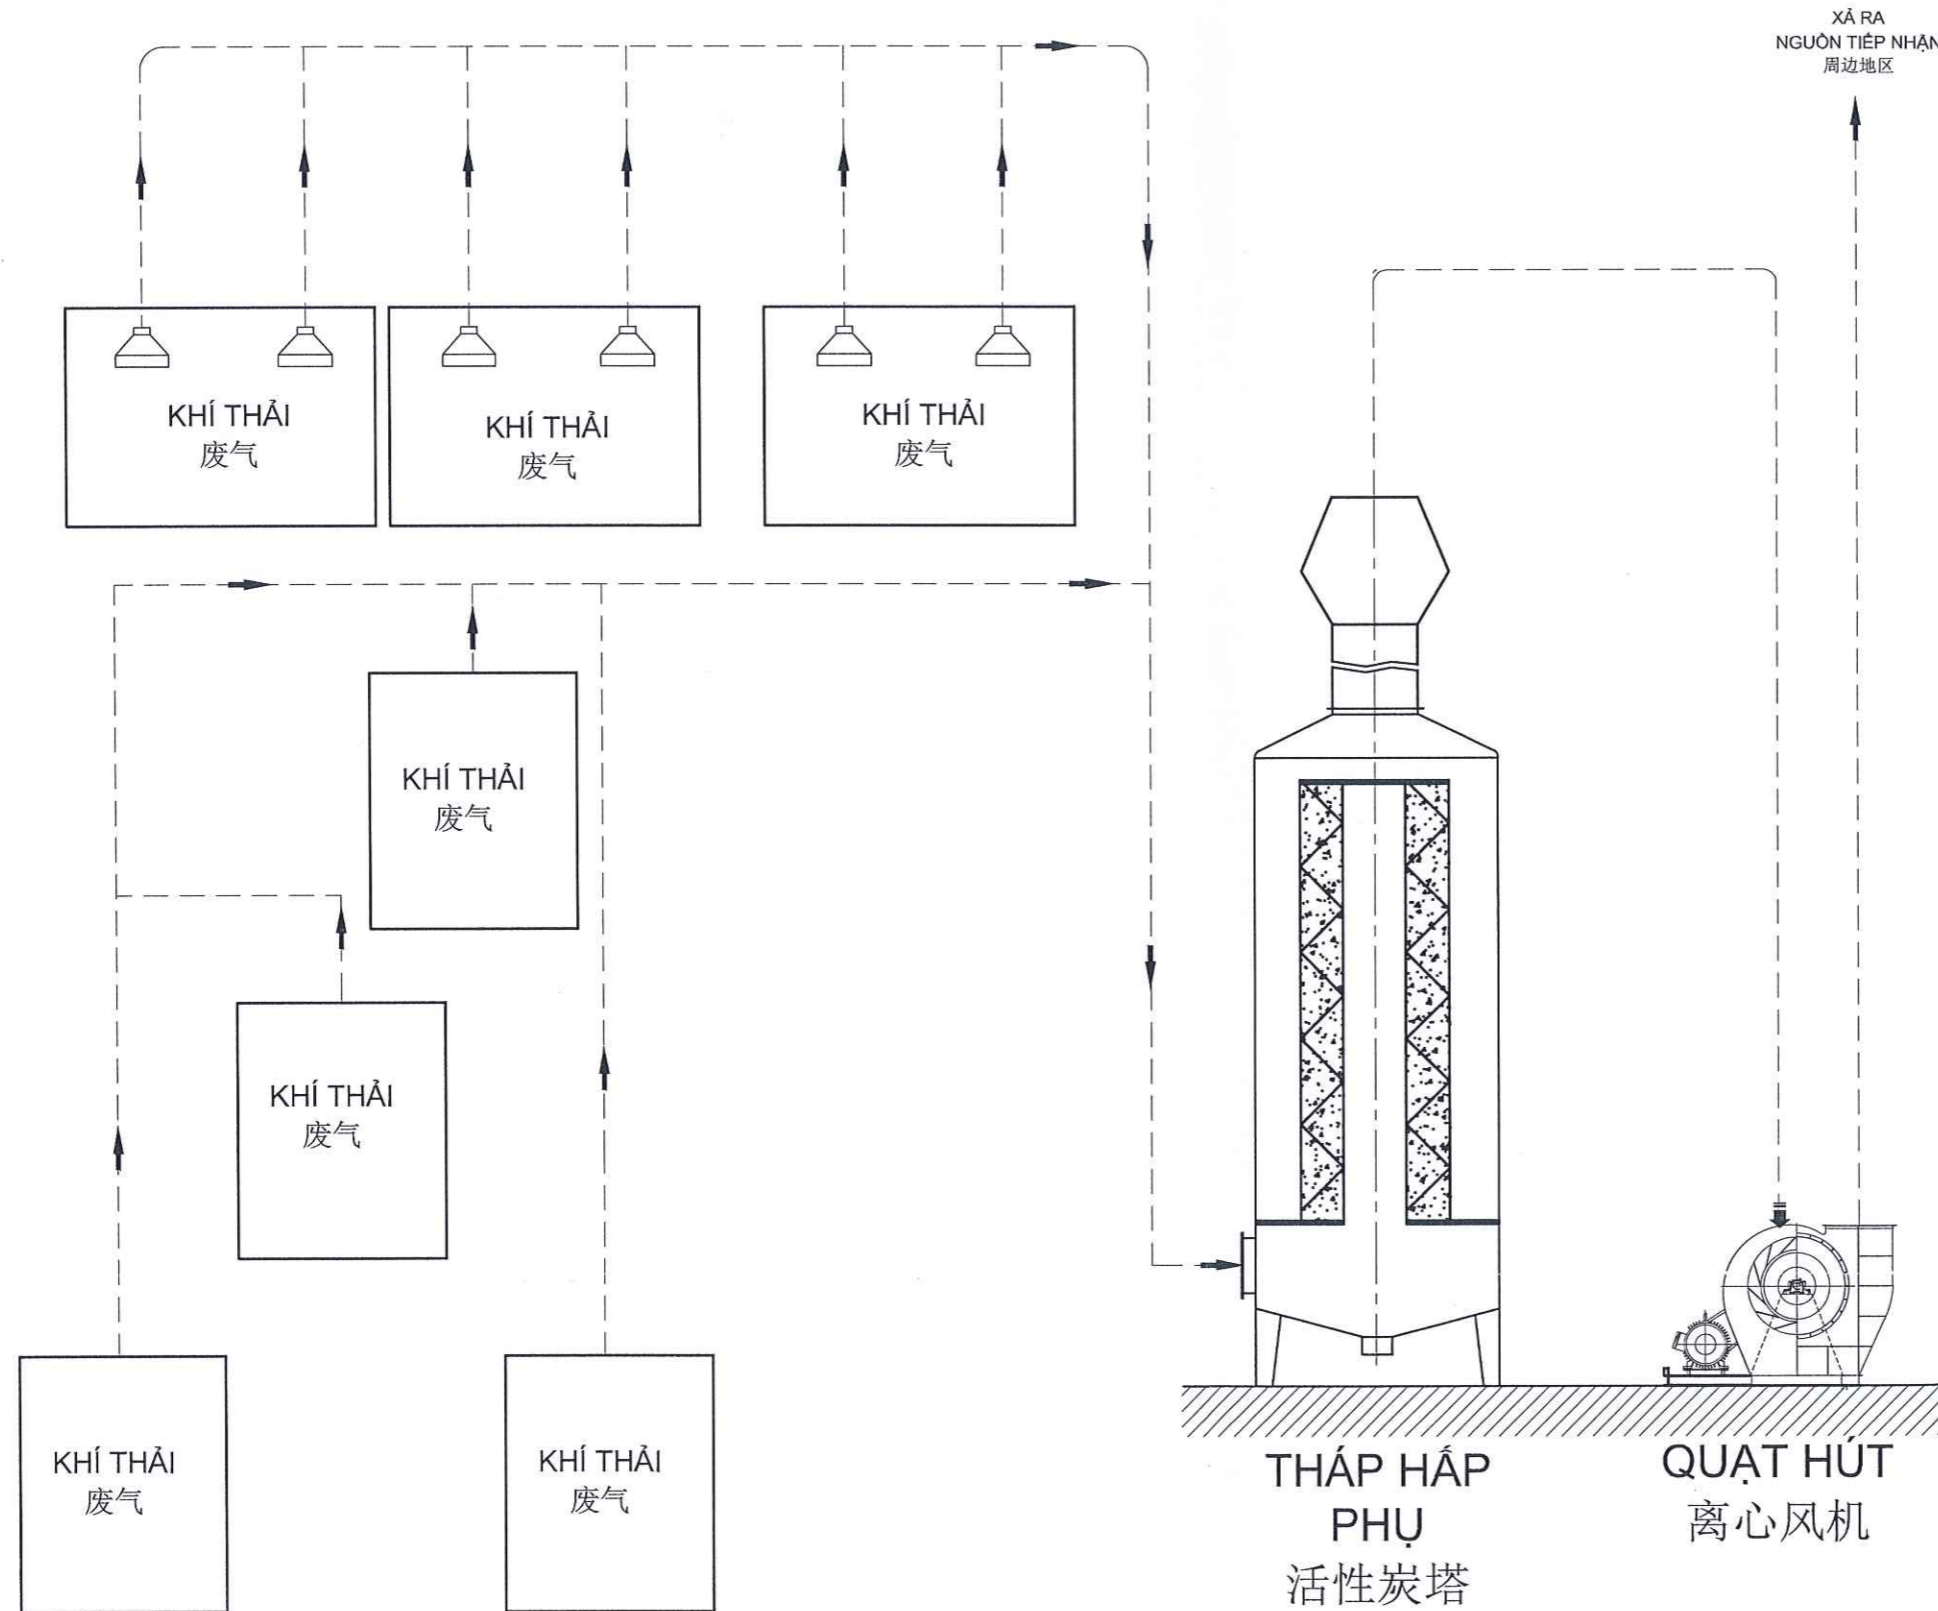 XẢ RA
NGUỒN TIẾP NHẬN
周边地区
KHÍ THẢI
废气
KHÍ THẢI
废气
KHÍ THẢI
废气
KHÍ THẢI
废气
KHÍ THẢI
废气
KHÍ THẢI
废气
KHÍ THẢI
废气
THÁP HẤP
PHỤ
活性炭塔
QUẠT HÚT
离心风机